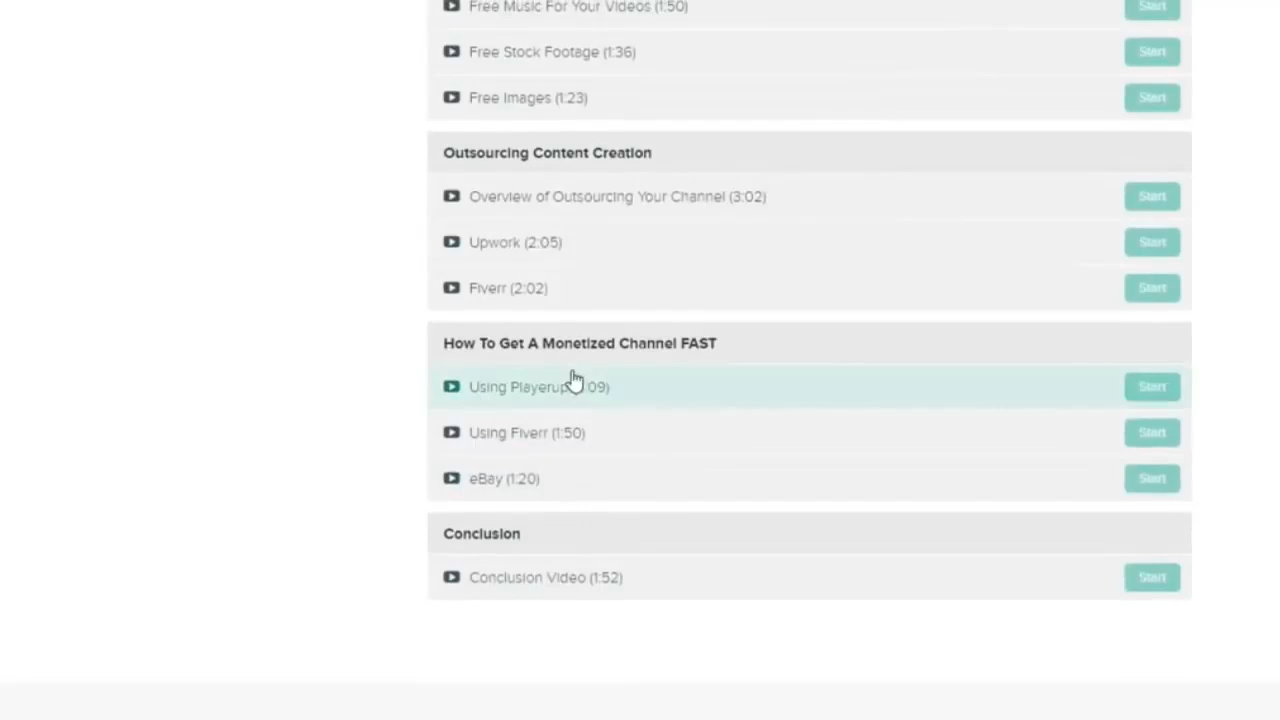 Free Music For Your Videos (1:50)
Start
Free Stock Footage (1:36)
Start
Free Images (1:23)
Start
Outsourcing Content Creation
Overview of Outsourcing Your Channel (3:02)
Start
Upwork (2:05)
Start
Fiverr (2:02)
Start
How To Get A Monetized Channel FAST
Using Playerup 09)
Start
Using Fiverr (1:50)
Start
eBay (1:20)
Start
Conclusion
Conclusion Video (1:52)
Start